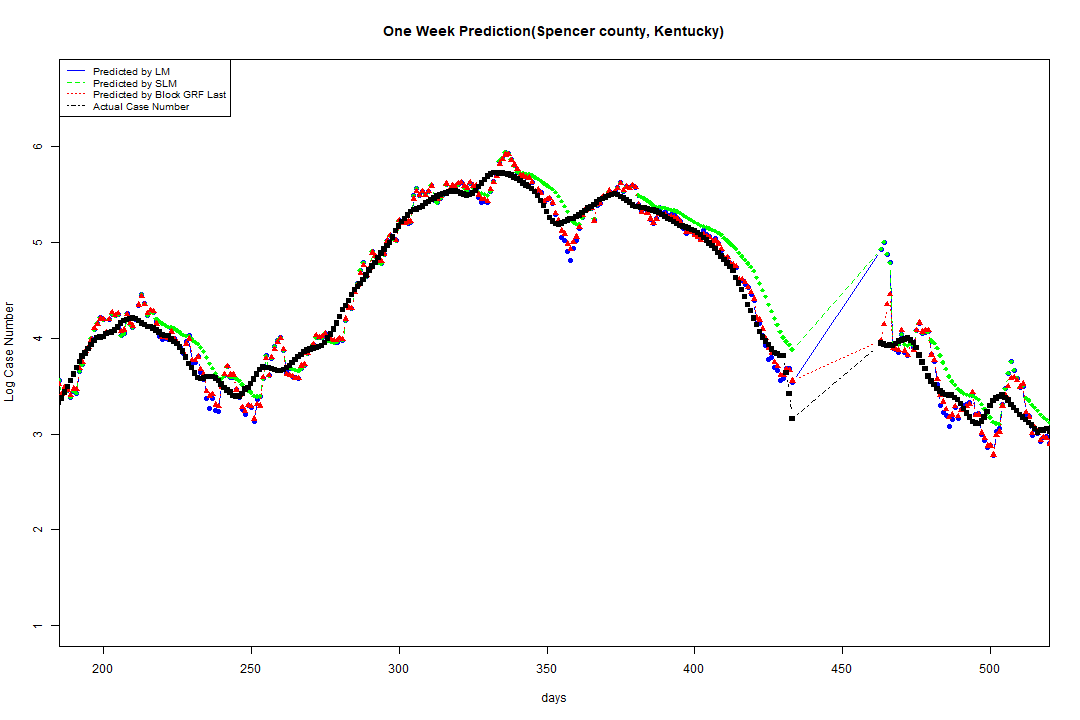 One Week Prediction(Spencer county, Kentucky)
Predicted by LM
Predicted by SLM
Predicted by Block GRF Last
Actual Case Number
6
5
4
3
2
1
Log Case Number
200 250 300 350 400 450 500
days